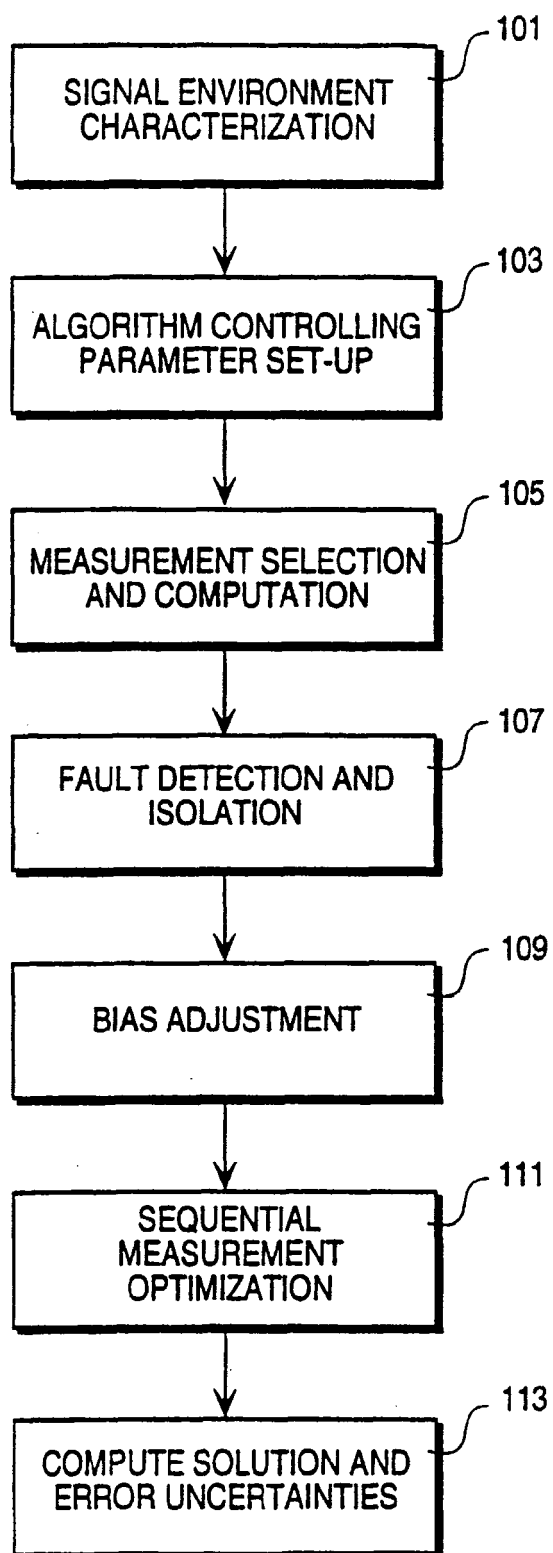 101
SIGNAL ENVIRONMENT
CHARACTERIZATION
103
ALGORITHM CONTROLLING
PARAMETER SET-UP
105
MEASUREMENT SELECTION
AND COMPUTATION
107
FAULT DETECTION AND
ISOLATION
109
BIAS ADJUSTMENT
111
SEQUENTIAL
MEASUREMENT
OPTIMIZATION
113
COMPUTE SOLUTION AND
ERROR UNCERTAINTIES